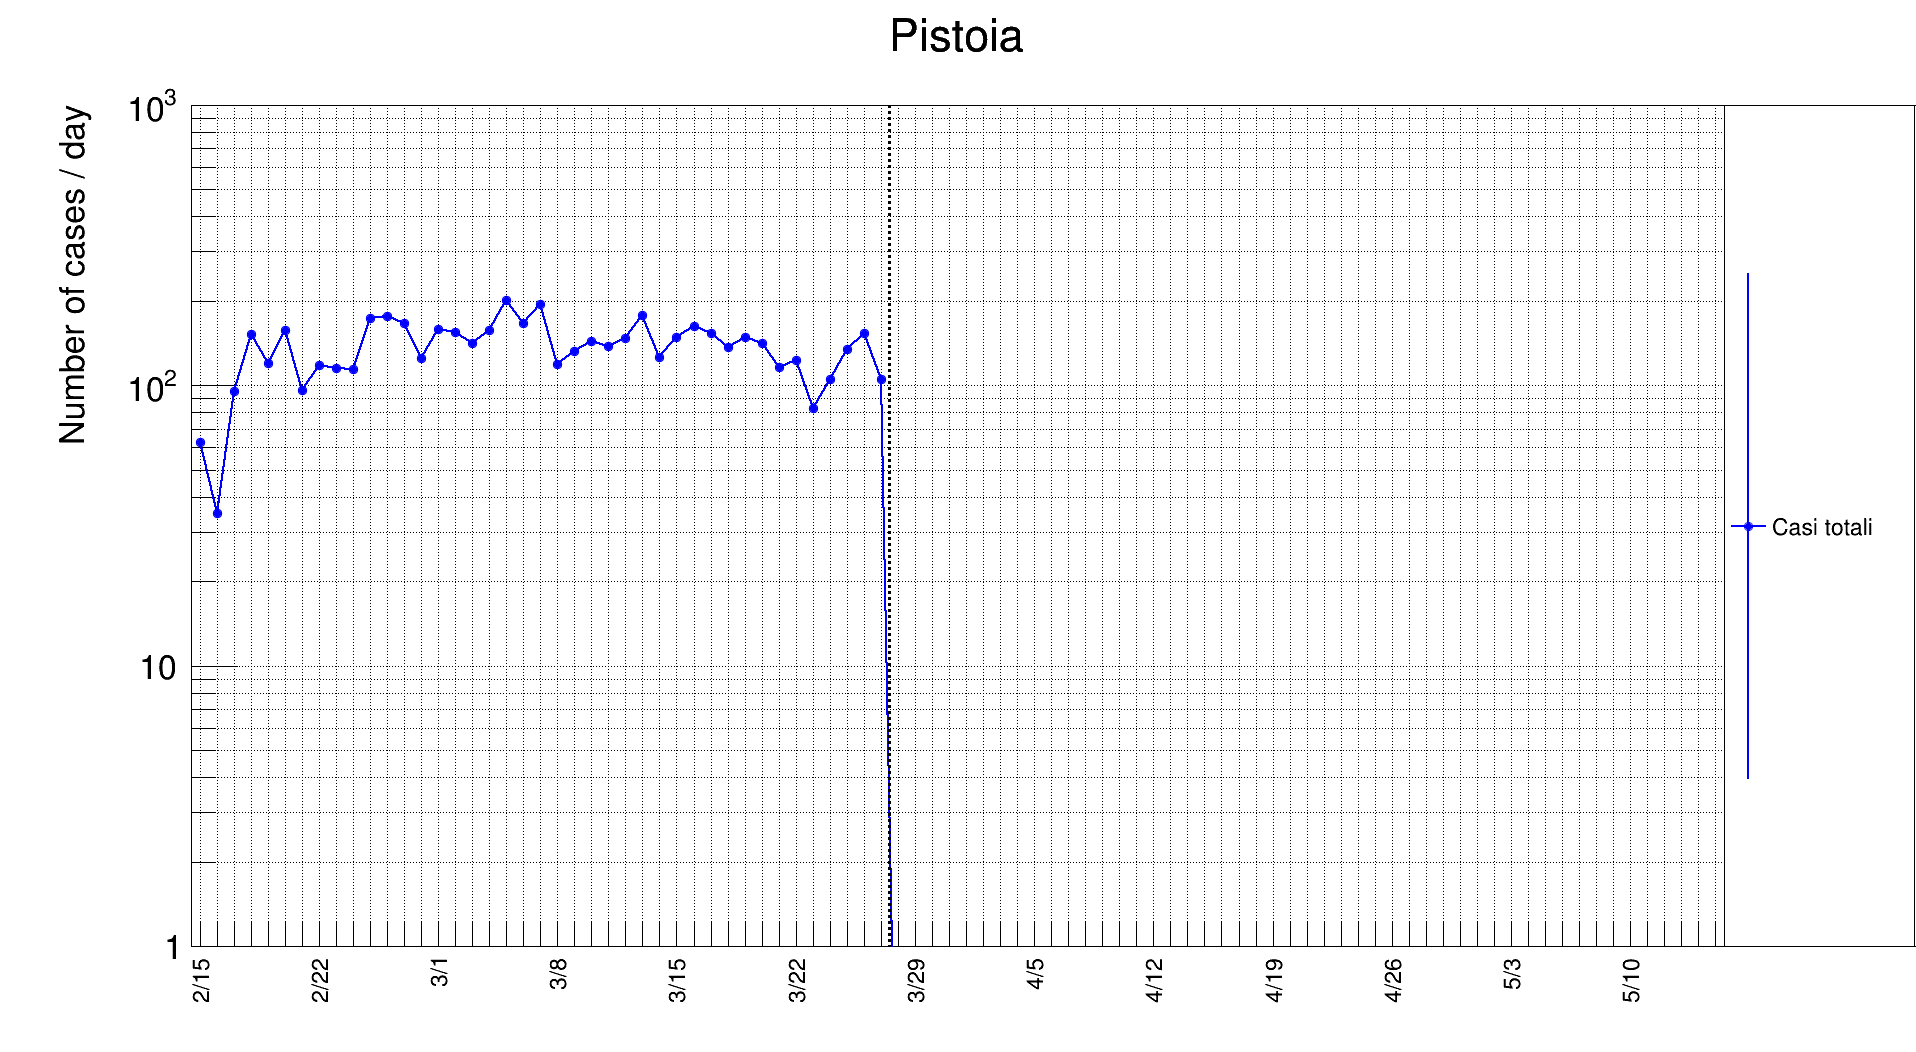 Pistoia
Number of cases / day
10³
10²
10
1
2/15 2/22 3/1 3/8 3/15 3/22 3/29 4/5 4/12 4/19 4/26 5/3 5/10
Casi totali